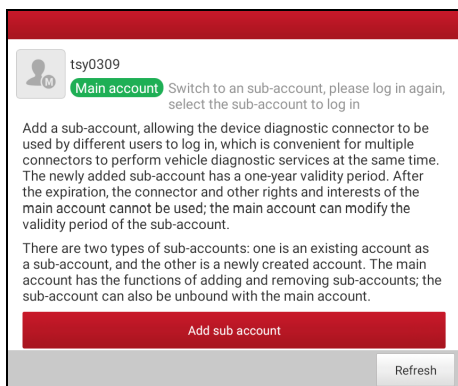 tsy0309
Main account
Switch to an sub-account, please log in again,
select the sub-account to log in
M
Add a sub-account, allowing the device diagnostic connector to be
used by different users to log in, which is convenient for multiple
connectors to perform vehicle diagnostic services at the same time.
The newly added sub-account has a one-year validity period. After
the expiration, the connector and other rights and interests of the
main account cannot be used; the main account can modify the
validity period of the sub-account.
There are two types of sub-accounts: one is an existing account as
a sub-account, and the other is a newly created account. The main
account has the functions of adding and removing sub-accounts; the
sub-account can also be unbound with the main account.
Add sub account
Refresh